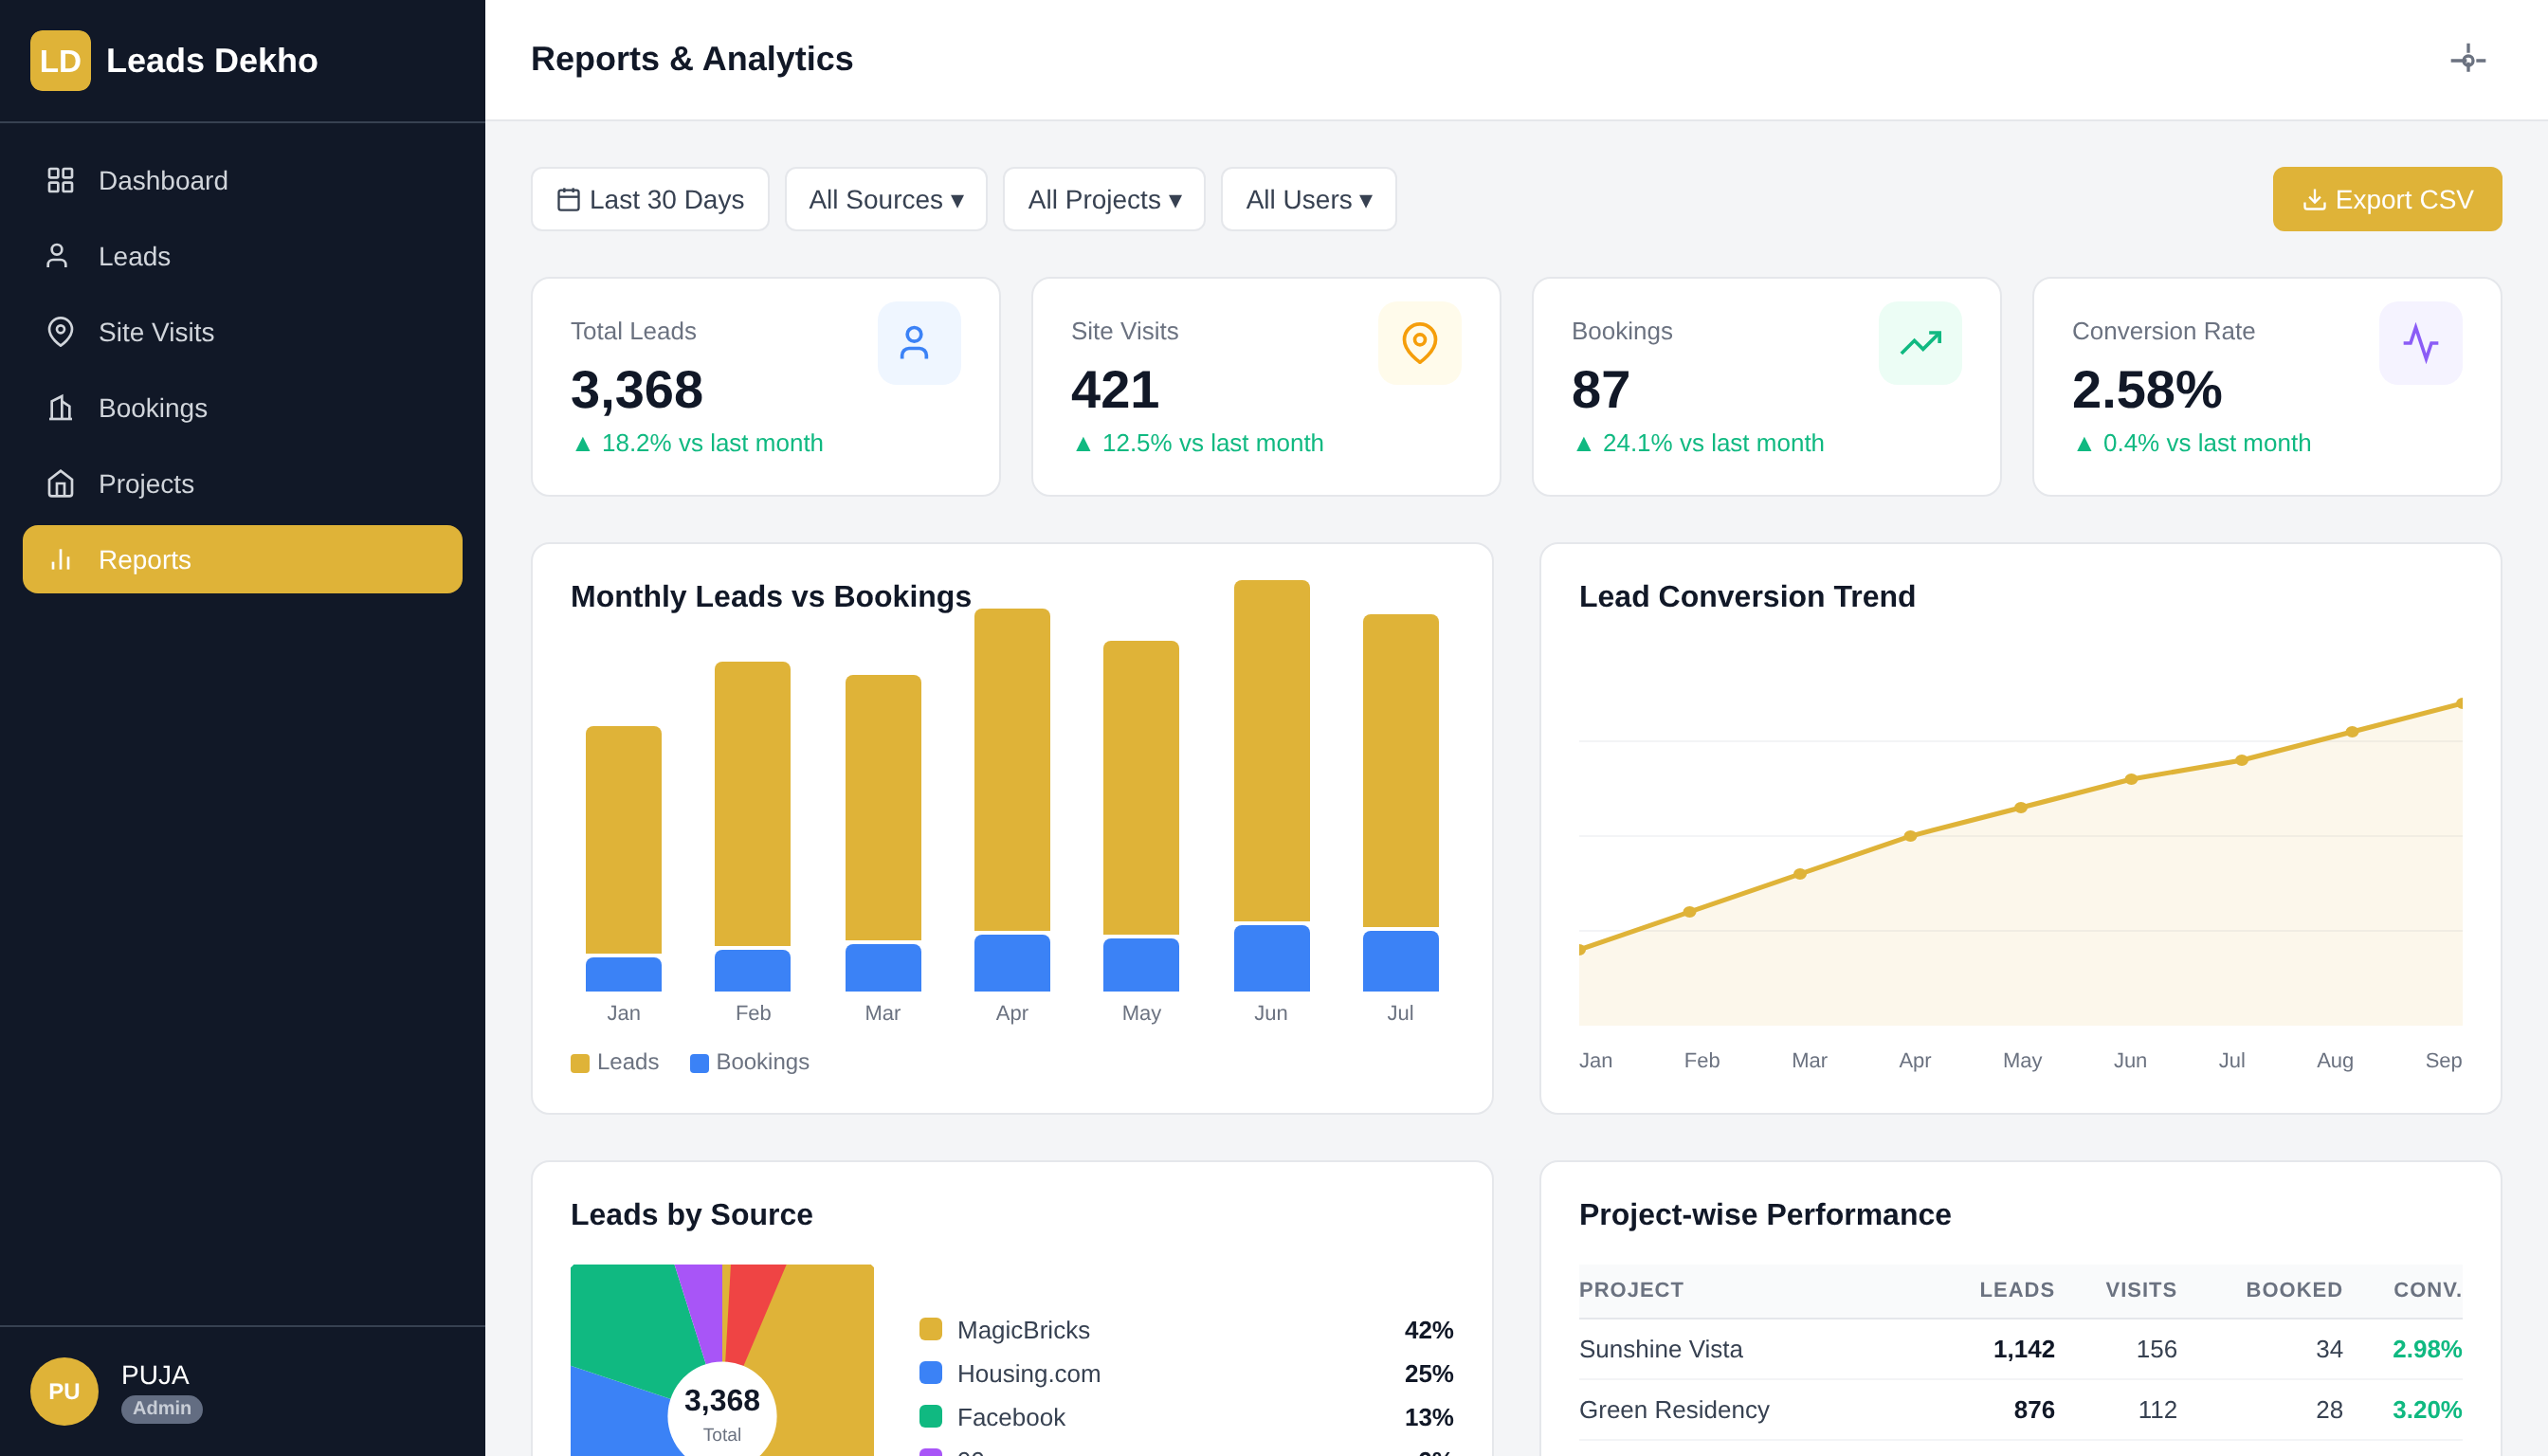 LD Leads Dekho
Dashboard
Leads
Site Visits
Bookings
Projects
Reports
PU
PUJA
Admin
Reports & Analytics
Last 30 Days
All Sources ▾
All Projects ▾
All Users ▾
Export CSV
Total Leads
3,368
▲ 18.2% vs last month
Site Visits
421
▲ 12.5% vs last month
Bookings
87
▲ 24.1% vs last month
Conversion Rate
2.58%
▲ 0.4% vs last month
Monthly Leads vs Bookings
Jan Feb Mar Apr May Jun Jul
Leads Bookings
Lead Conversion Trend
Jan Feb Mar Apr May Jun Jul Aug Sep
Leads by Source
3,368
Total
MagicBricks 42%
Housing.com 25%
Facebook 13%
Project-wise Performance
PROJECT LEADS VISITS BOOKED CONV.
Sunshine Vista 1,142 156 34 2.98%
Green Residency 876 112 28 3.20%